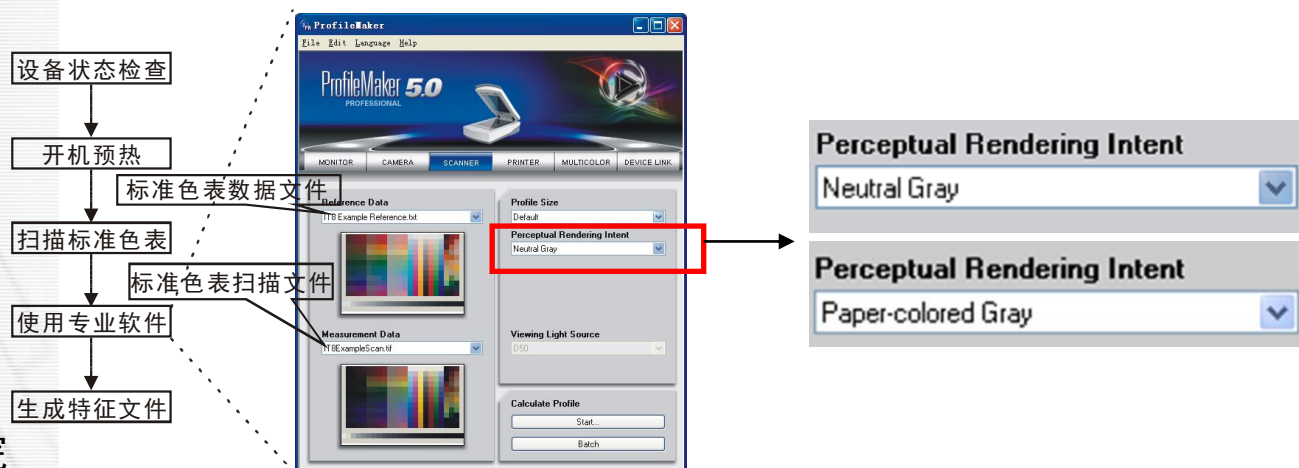 设备状态检查
开机预热
扫描标准色表
使用专业软件
生成特征文件
标准色表数据文件
标准色表扫描文件
ProfileMaker
File Edit Language Help
ProfileMaker 5.0
PROFESSIONAL
MONITOR CAMERA SCANNER PRINTER MULTICOLOR DEVICE LINK
Reference Data
IT8 Example Reference.txt
Measurement Data
IT8ExampleScan.tif
Profile Size
Default
Perceptual Rendering Intent
Neutral Gray
Viewing Light Source
D50
Calculate Profile
Start...
Batch
Perceptual Rendering Intent
Neutral Gray
Perceptual Rendering Intent
Paper-colored Gray